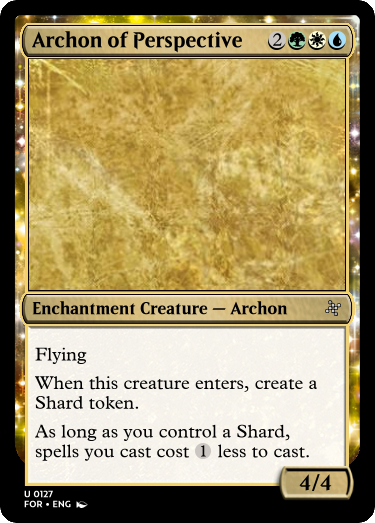 Archon of Perspective 2
Enchantment Creature — Archon
Flying
When this creature enters, create a
Shard token.
As long as you control a Shard,
spells you cast cost 1 less to cast.
4/4
U 0127
FOR • ENG